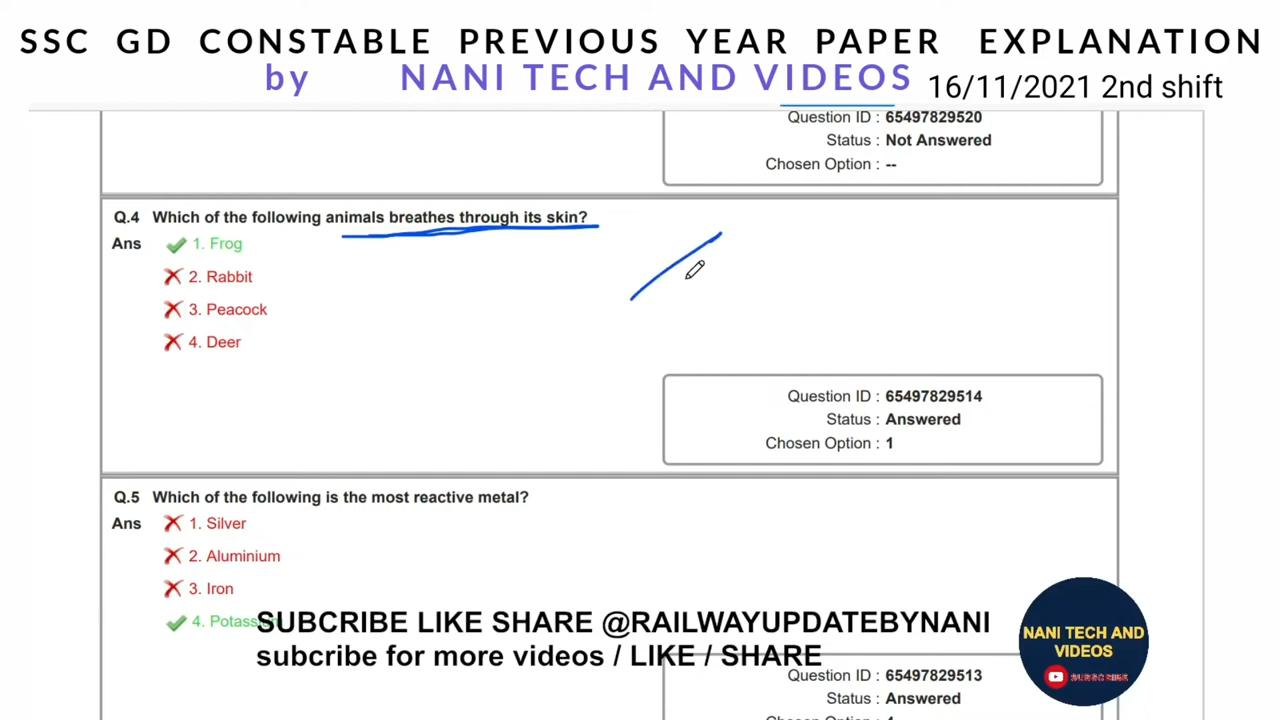 SSC GD CONSTABLE PREVIOUS YEAR PAPER EXPLANATION
by NANI TECH AND VIDEOS 16/11/2021 2nd shift
Question ID : 65497829520
Status : Not Answered
Chosen Option : --
Q.4 Which of the following animals breathes through its skin?
Ans 1. Frog
2. Rabbit
3. Peacock
4. Deer
Question ID : 65497829514
Status : Answered
Chosen Option : 1
Q.5 Which of the following is the most reactive metal?
Ans 1. Silver
2. Aluminium
3. Iron
4. Potassium
SUBCRIBE LIKE SHARE @RAILWAYUPDATEBYNANI
subcribe for more videos / LIKE / SHARE
NANI TECH AND
VIDEOS
Question ID : 65497829513
Status : Answered